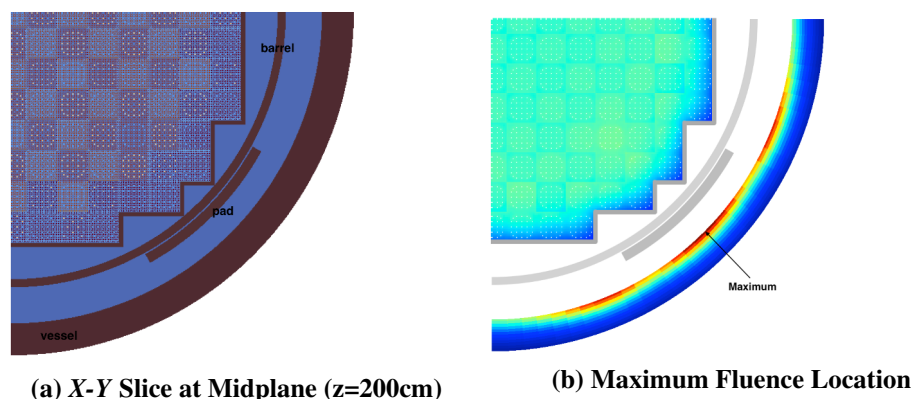 barrel
pad
vessel
Maximum
(a) X-Y Slice at Midplane (z=200cm)
(b) Maximum Fluence Location